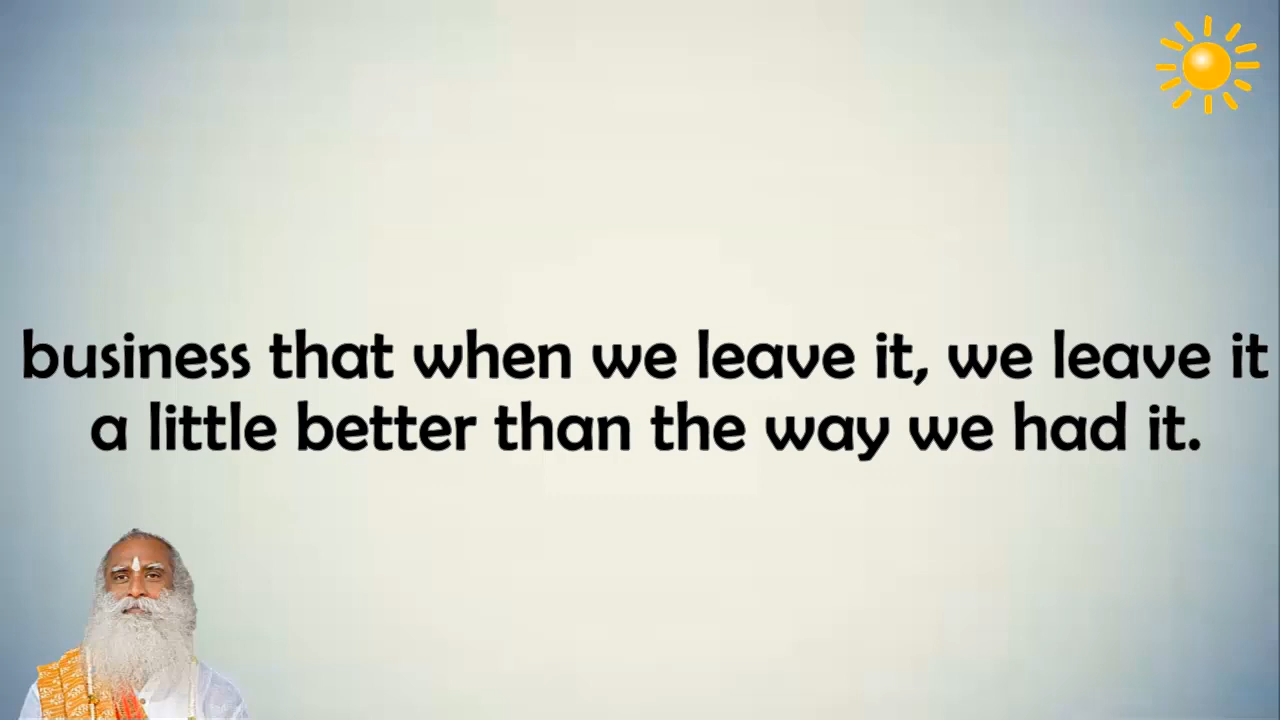 business that when we leave it, we leave it
a little better than the way we had it.